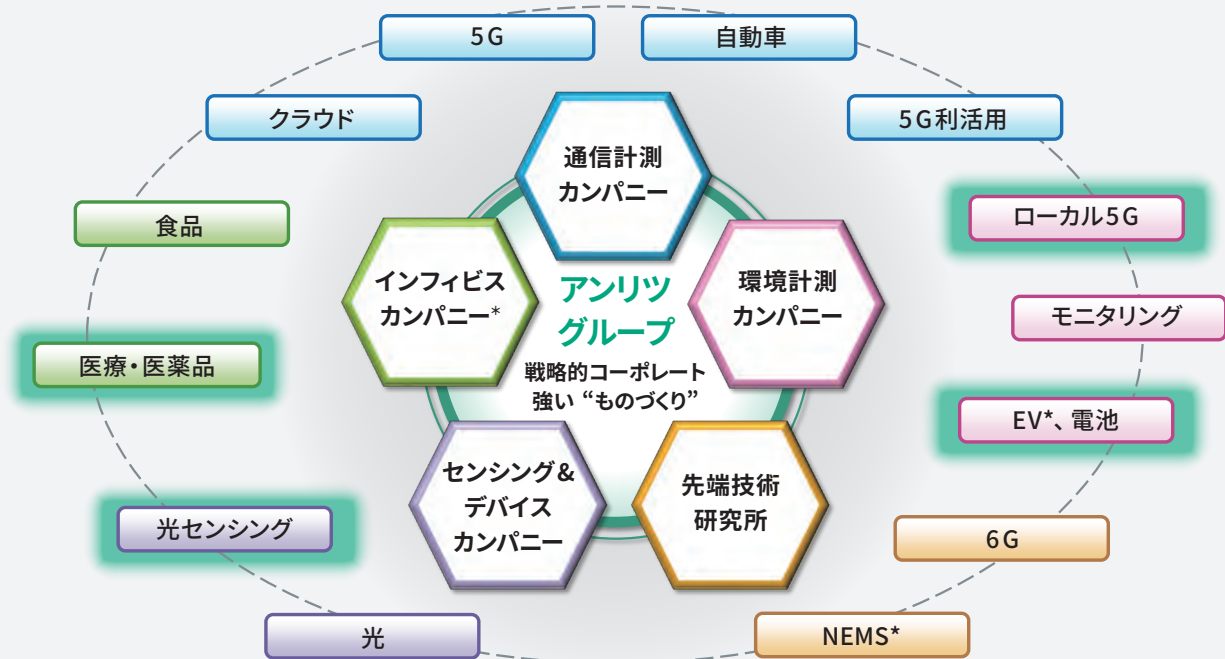 5G
自動車
クラウド
5G利活用
通信計測
カンパニー
食品
ローカル5G
インフィビス
カンパニー*
アンリツ
グループ
環境計測
カンパニー
モニタリング
医療・医薬品
戦略的コーポレート
強い “ものづくり”
EV*、電池
センシング&
デバイス
カンパニー
先端技術
研究所
光センシング
6G
光
NEMS*